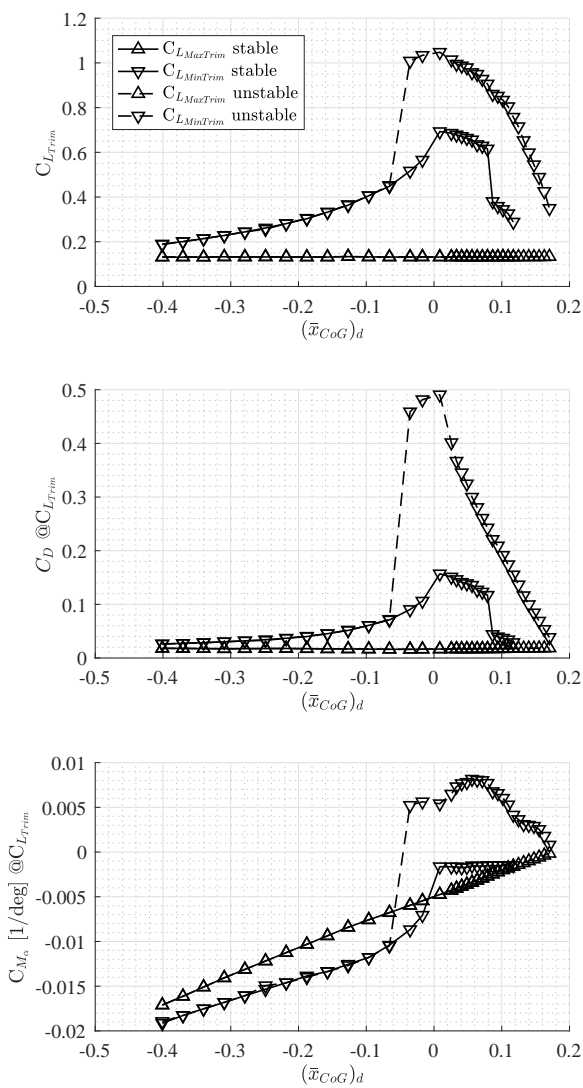 1.2
1
0.8
0.6
0.4
0.2
0
C_{L_{Trim}}
C_{L_{MaxTrim}} stable
C_{L_{MinTrim}} stable
C_{L_{MaxTrim}} unstable
C_{L_{MinTrim}} unstable
-0.5 -0.4 -0.3 -0.2 -0.1 0 0.1 0.2
(x̄_{CoG})_d
0.5
0.4
0.3
0.2
0.1
0
C_D @C_{L_{Trim}}
-0.5 -0.4 -0.3 -0.2 -0.1 0 0.1 0.2
(x̄_{CoG})_d
0.01
0.005
0
-0.005
-0.01
-0.015
-0.02
C_{M_α} [1/deg] @C_{L_{Trim}}
-0.5 -0.4 -0.3 -0.2 -0.1 0 0.1 0.2
(x̄_{CoG})_d